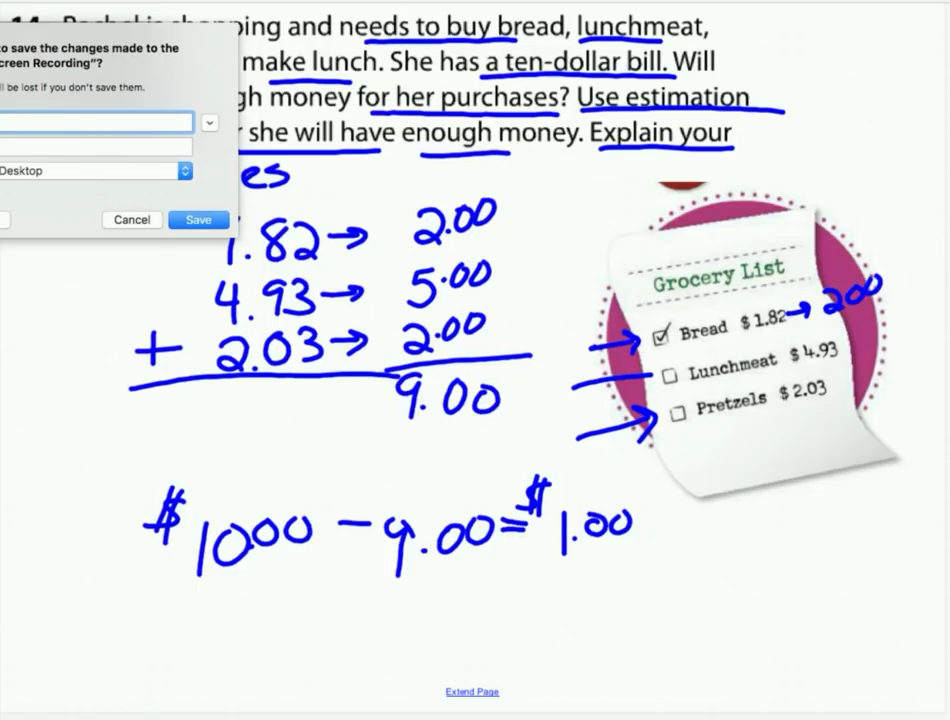 ing and needs to buy bread, lunchmeat,
to save the changes made to the
creen Recording"?
make lunch. She has a ten-dollar bill. Will
ll be lost if you don't save them.
gh money for her purchases? Use estimation
she will have enough money. Explain your
Desktop
es
Cancel Save
1.82→ 2.00
4.93→ 5.00
+ 2.03→ 2.00
9.00
Grocery List
Bread $1.82→ 200
Lunchmeat $4.93
Pretzels $2.03
$10.00 - 9.00=$1.00
Extend Page